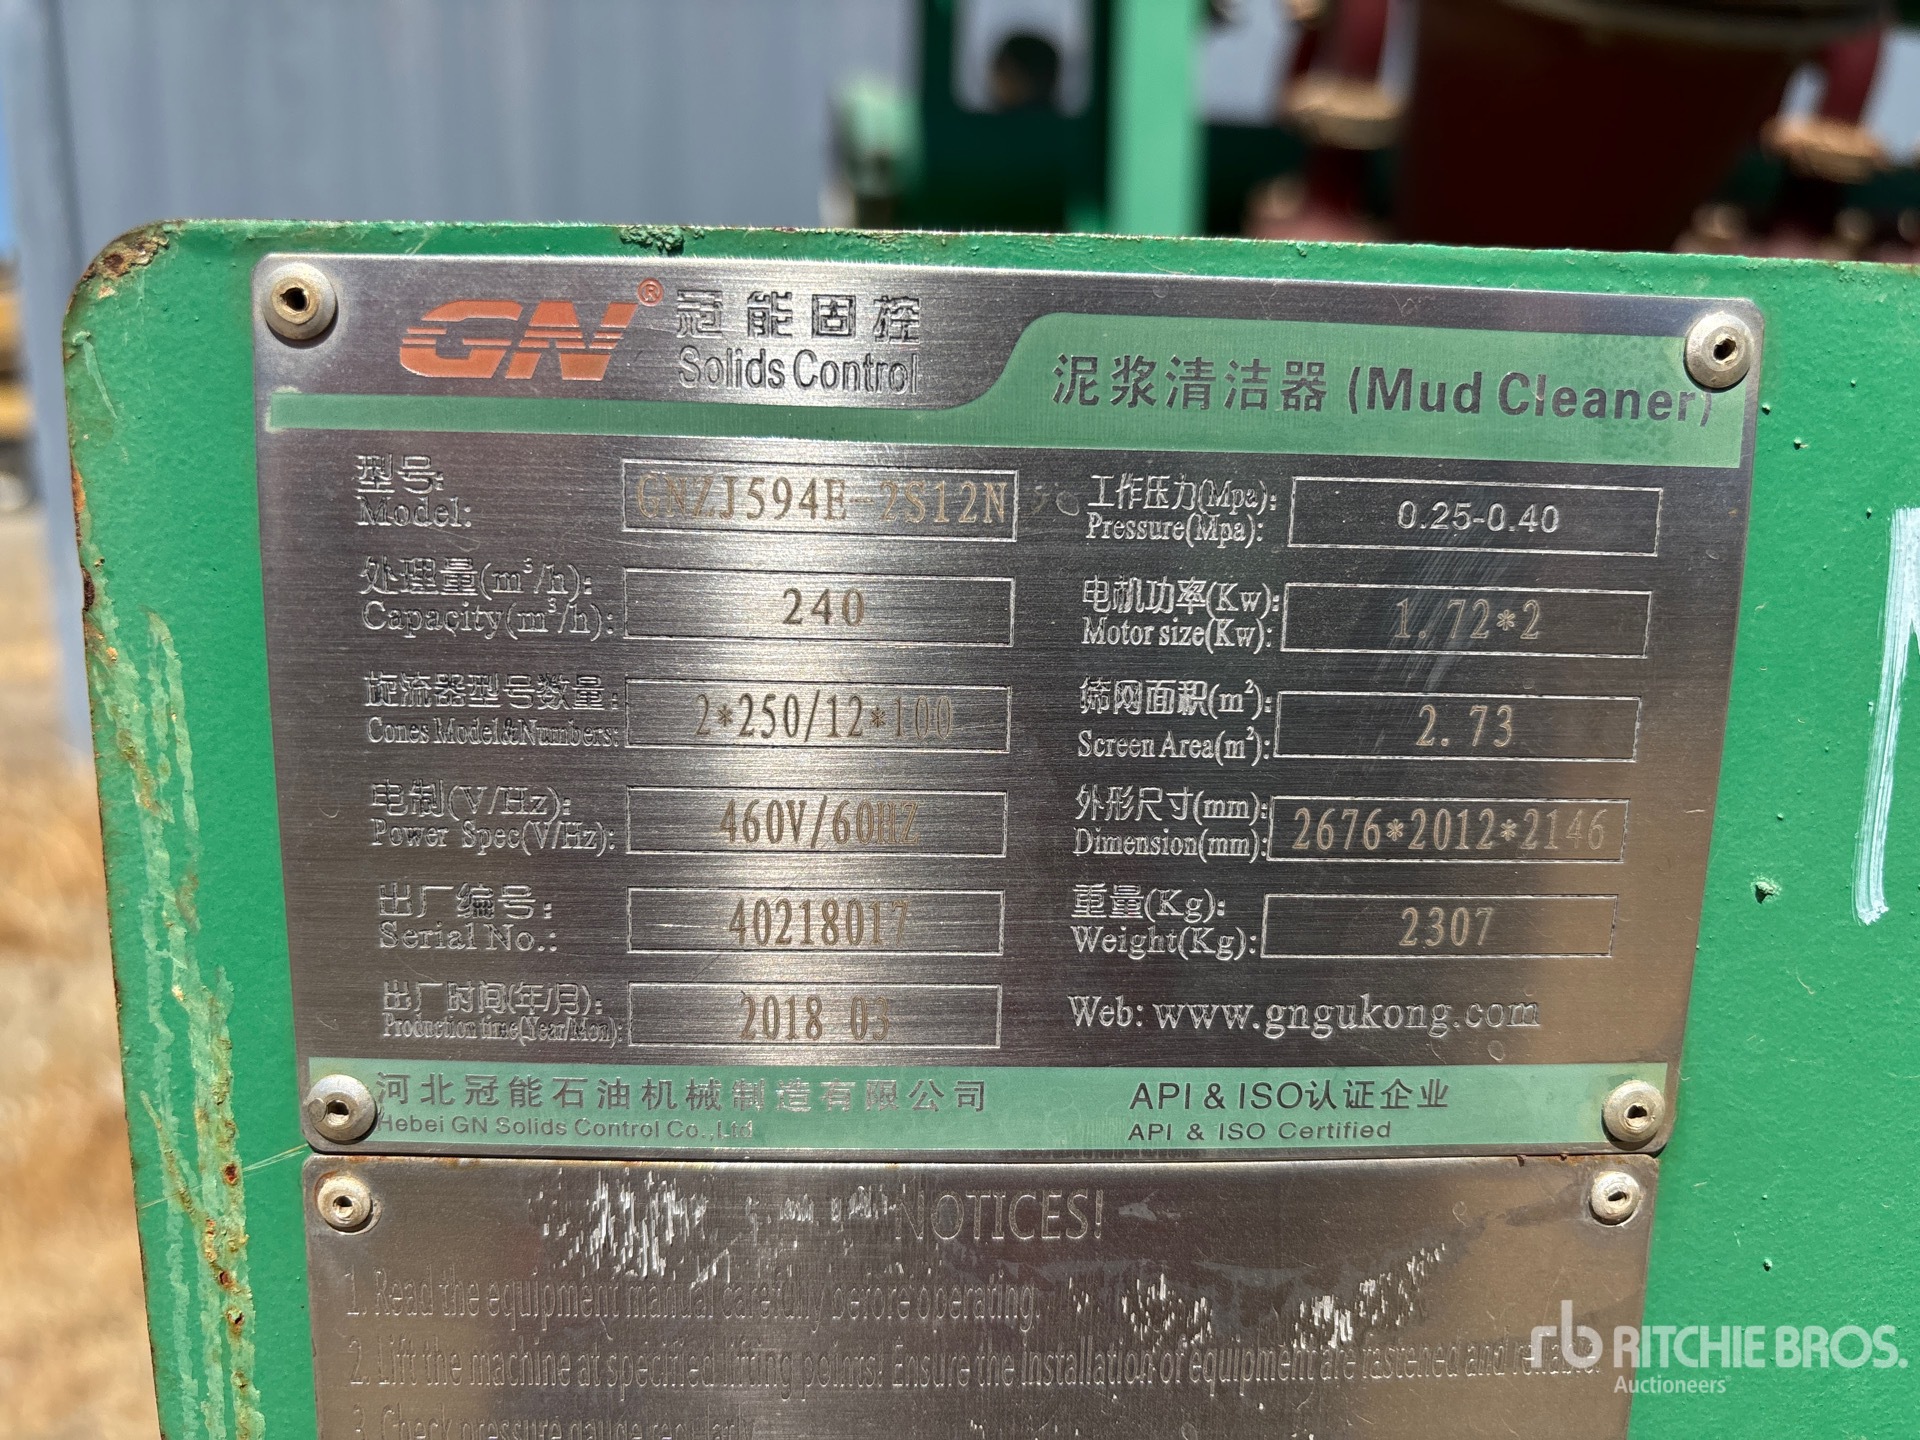 GN® 冠能固控
Solids Control
泥浆清洁器 (Mud Cleaner)
型号:
Model: GNZJ594E-2S12N
处理量(m³/h):
Capacity(m³/h): 240
旋流器型号数量:
Cones Model&Numbers: 2*250/12*100
电制(V/Hz):
Power Spec(V/Hz): 460V/60HZ
出厂编号:
Serial No.: 40218017
出厂时间(年/月):
Production time(Year/Mon): 2018 03
工作压力(Mpa):
Pressure(Mpa): 0.25-0.40
电机功率(Kw):
Motor size(Kw): 1.72*2
筛网面积(m²):
Screen Area(m²): 2.73
外形尺寸(mm):
Dimension(mm): 2676*2012*2146
重量(Kg):
Weight(Kg): 2307
Web: www.gngukong.com
河北冠能石油机械制造有限公司
Hebei GN Solids Control Co.,Ltd
API & ISO认证企业
API & ISO Certified
NOTICES!
1. Read the equipment manual carefully before operating.
2. Lift the machine at specified lifting points! Ensure the installation of equipment are fastened and
3. Check pressure gauge regularly
rb RITCHIE BROS.
Auctioneers